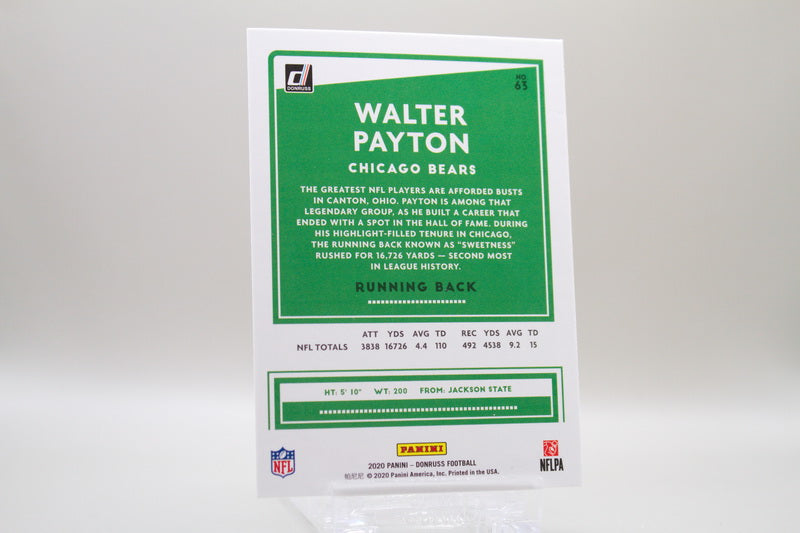 DONRUSS
NO.
63
WALTER
PAYTON
CHICAGO BEARS
THE GREATEST NFL PLAYERS ARE AFFORDED BUSTS
IN CANTON, OHIO. PAYTON IS AMONG THAT
LEGENDARY GROUP, AS HE BUILT A CAREER THAT
ENDED WITH A SPOT IN THE HALL OF FAME. DURING
HIS HIGHLIGHT-FILLED TENURE IN CHICAGO,
THE RUNNING BACK KNOWN AS "SWEETNESS"
RUSHED FOR 16,726 YARDS — SECOND MOST
IN LEAGUE HISTORY.
RUNNING BACK
ATT YDS AVG TD REC YDS AVG TD
NFL TOTALS 3838 16726 4.4 110 492 4538 9.2 15
HT: 5' 10" WT: 200 FROM: JACKSON STATE
PANINI
NFL
NFLPA
2020 PANINI – DONRUSS FOOTBALL
帕尼尼 © 2020 Panini America, Inc. Printed in the USA.